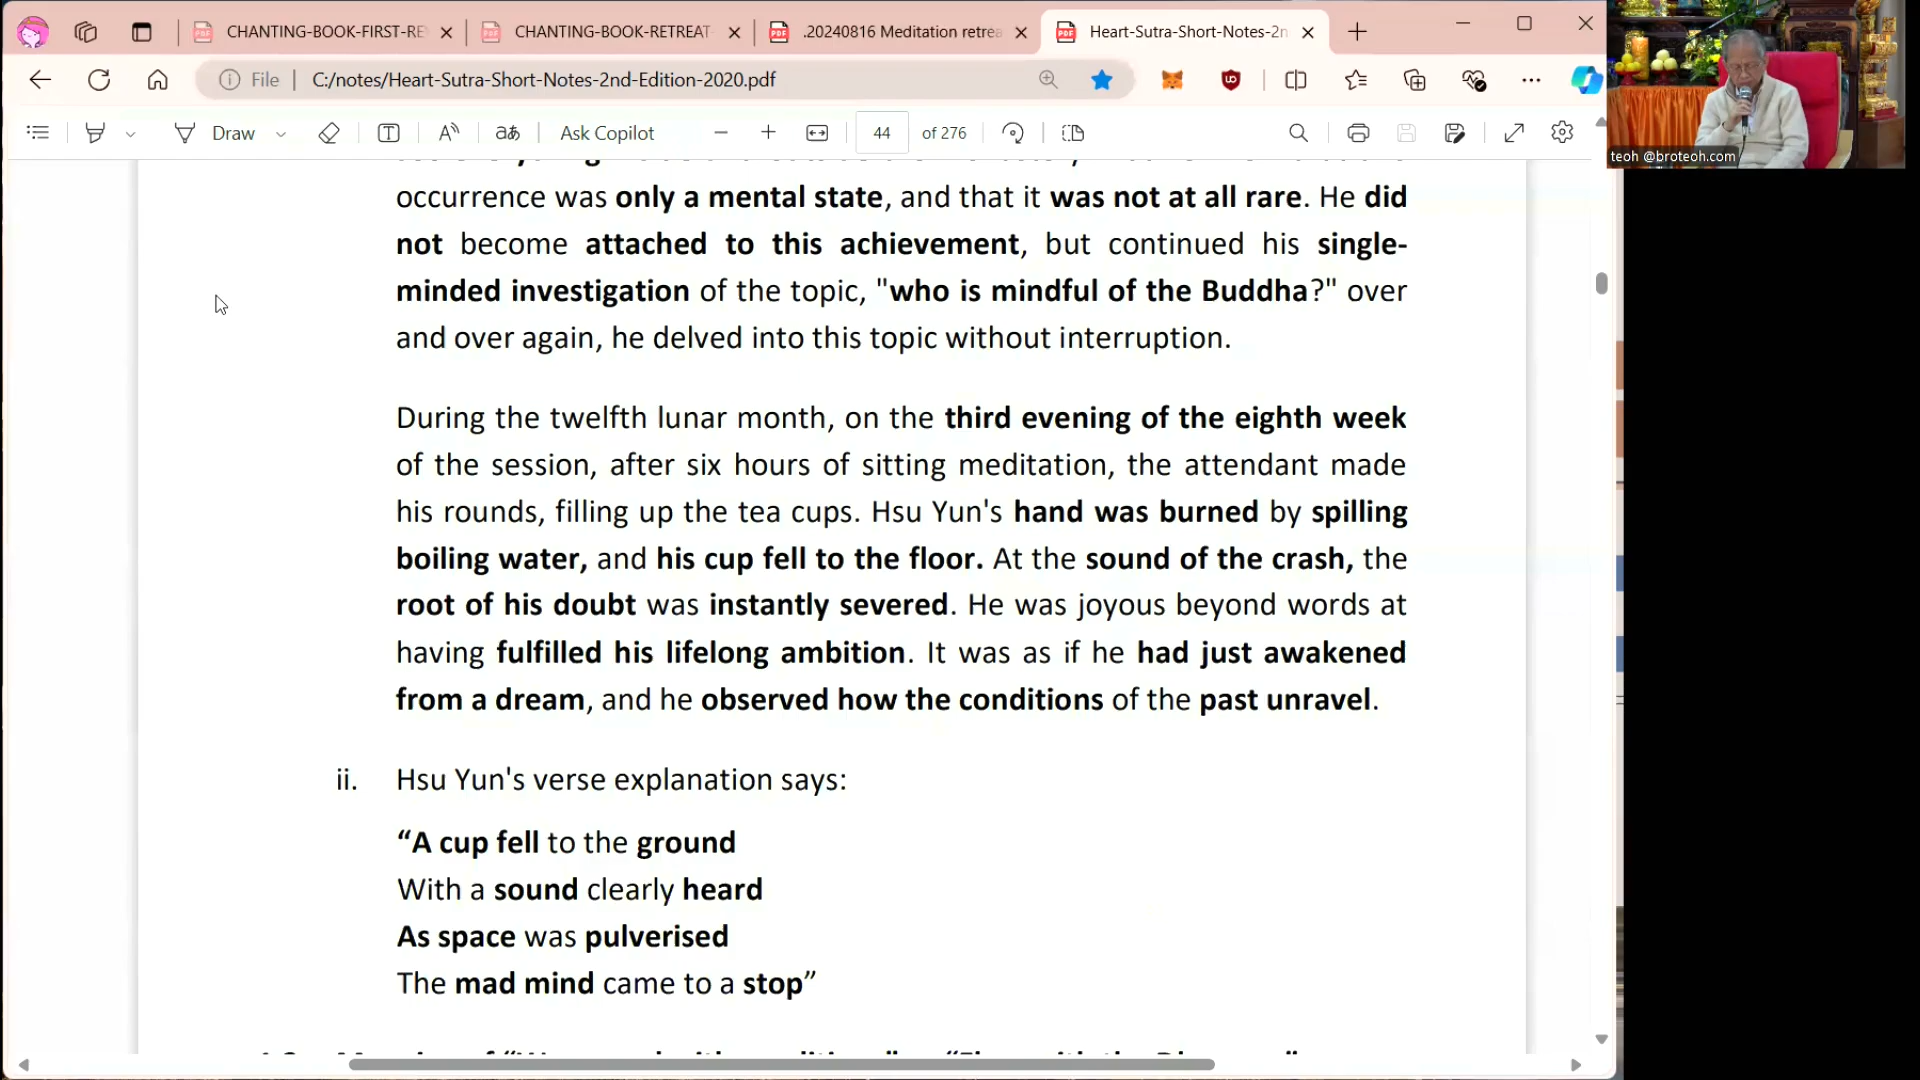 CHANTING-BOOK-FIRST-RE
CHANTING-BOOK-RETREAT-
.20240816 Meditation retrea
Heart-Sutra-Short-Notes-2n
File
C:/notes/Heart-Sutra-Short-Notes-2nd-Edition-2020.pdf
Draw
Ask Copilot
44
of 276
teoh @broteoh.com
occurrence was only a mental state, and that it was not at all rare. He did
not become attached to this achievement, but continued his single-
minded investigation of the topic, "who is mindful of the Buddha?" over
and over again, he delved into this topic without interruption.
During the twelfth lunar month, on the third evening of the eighth week
of the session, after six hours of sitting meditation, the attendant made
his rounds, filling up the tea cups. Hsu Yun's hand was burned by spilling
boiling water, and his cup fell to the floor. At the sound of the crash, the
root of his doubt was instantly severed. He was joyous beyond words at
having fulfilled his lifelong ambition. It was as if he had just awakened
from a dream, and he observed how the conditions of the past unravel.
ii. Hsu Yun's verse explanation says:
“A cup fell to the ground
With a sound clearly heard
As space was pulverised
The mad mind came to a stop”